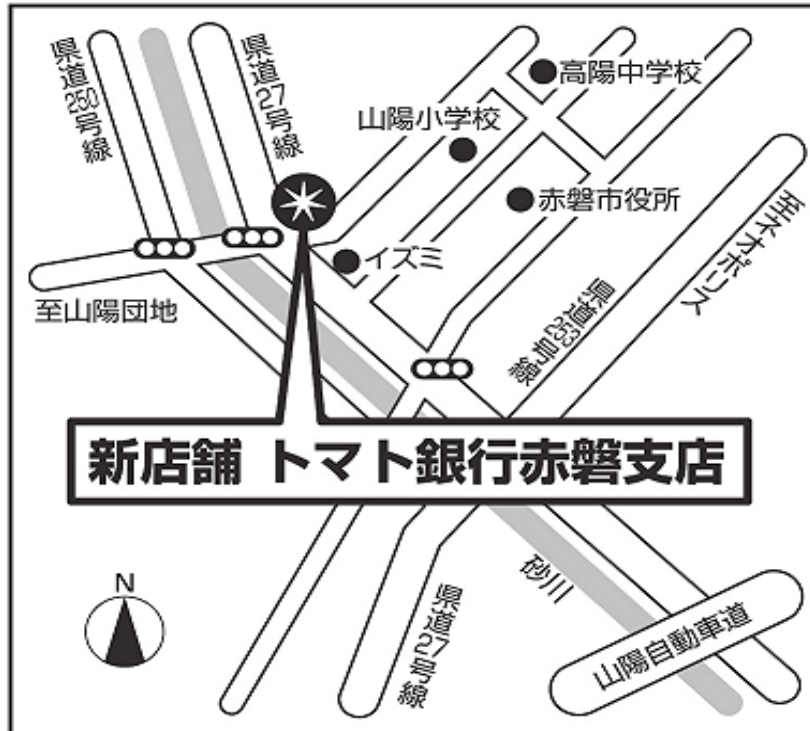 県道250号線
県道27号線
高陽中学校
山陽小学校
赤磐市役所
至ネオポリス
イズミ
至山陽団地
県道253号線
新店舗 トマト銀行赤磐支店
N
砂川
県道27号線
山陽自動車道